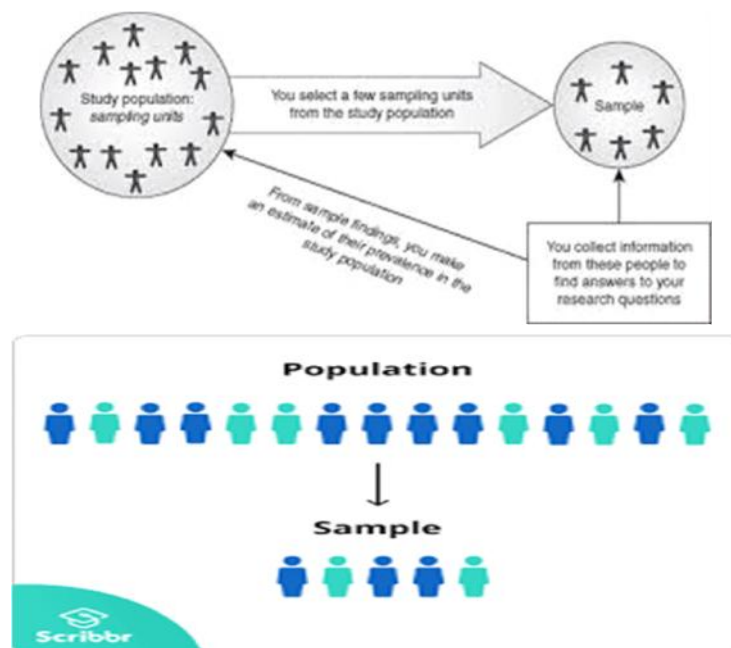 Study population:
sampling units
You select a few sampling units
from the study population
Sample
From sample findings, you make
an estimate of their prevalence in the
study population
You collect information
from these people to
find answers to your
research questions
Population
Sample
Scribbr